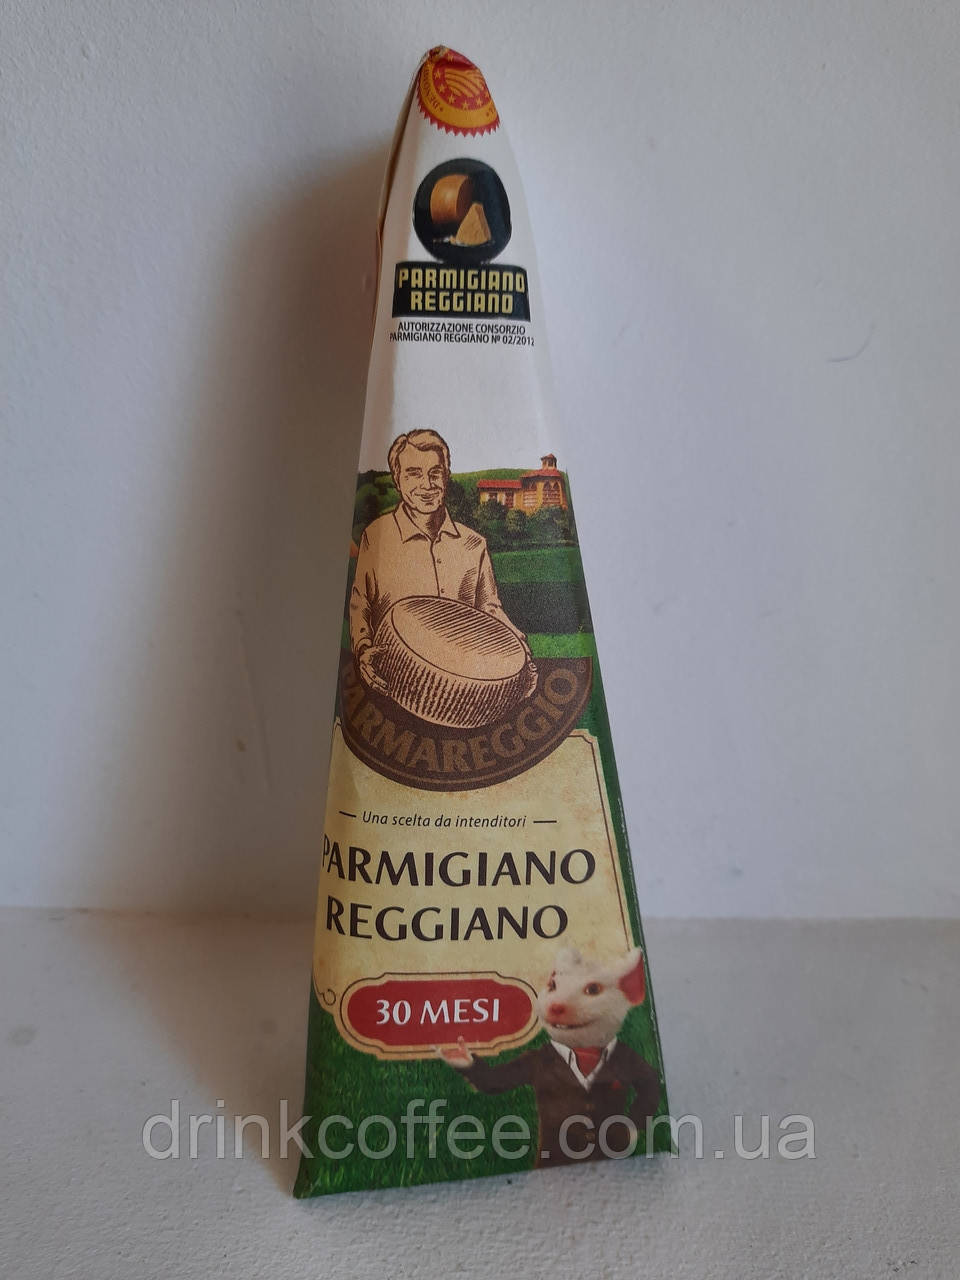 PARMIGIANO
REGGIANO
AUTORIZZAZIONE CONSORZIO
PARMIGIANO REGGIANO Nº 02/2012
PARMAREGGIO
Una scelta da intenditori
PARMIGIANO
REGGIANO
30 MESI
drinkcoffee.com.ua